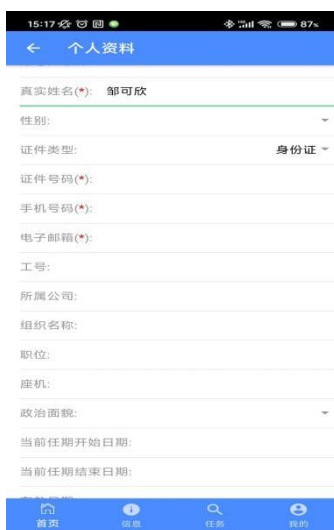 15:17
87%
个人资料
真实姓名(*): 邹可欣
性别:
证件类型: 身份证
证件号码(*):
手机号码(*):
电子邮箱(*):
工号:
所属公司:
组织名称:
职位:
座机:
政治面貌:
当前任期开始日期:
当前任期结束日期:
首页
信息
任务
我的